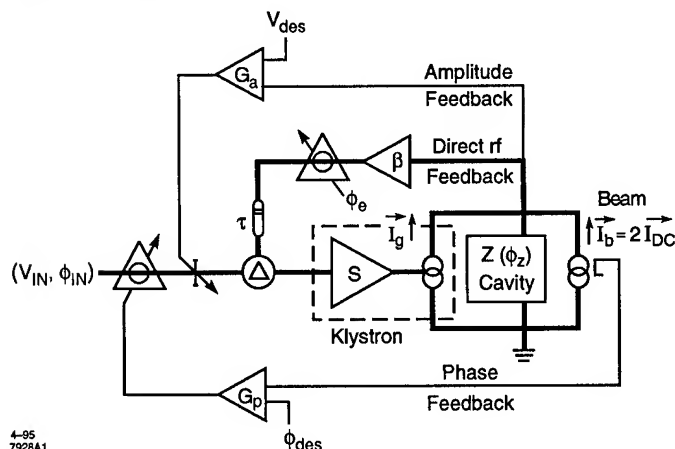 V_des
G_a
Amplitude
Feedback
Direct rf
Feedback
β
ϕ_e
τ
Beam
I_g
I_b = 2 I_DC
(V_IN, ϕ_iN)
Δ
S
Z (ϕ_z)
Cavity
Klystron
Phase
Feedback
G_p
ϕ_des
4–95
7928A1